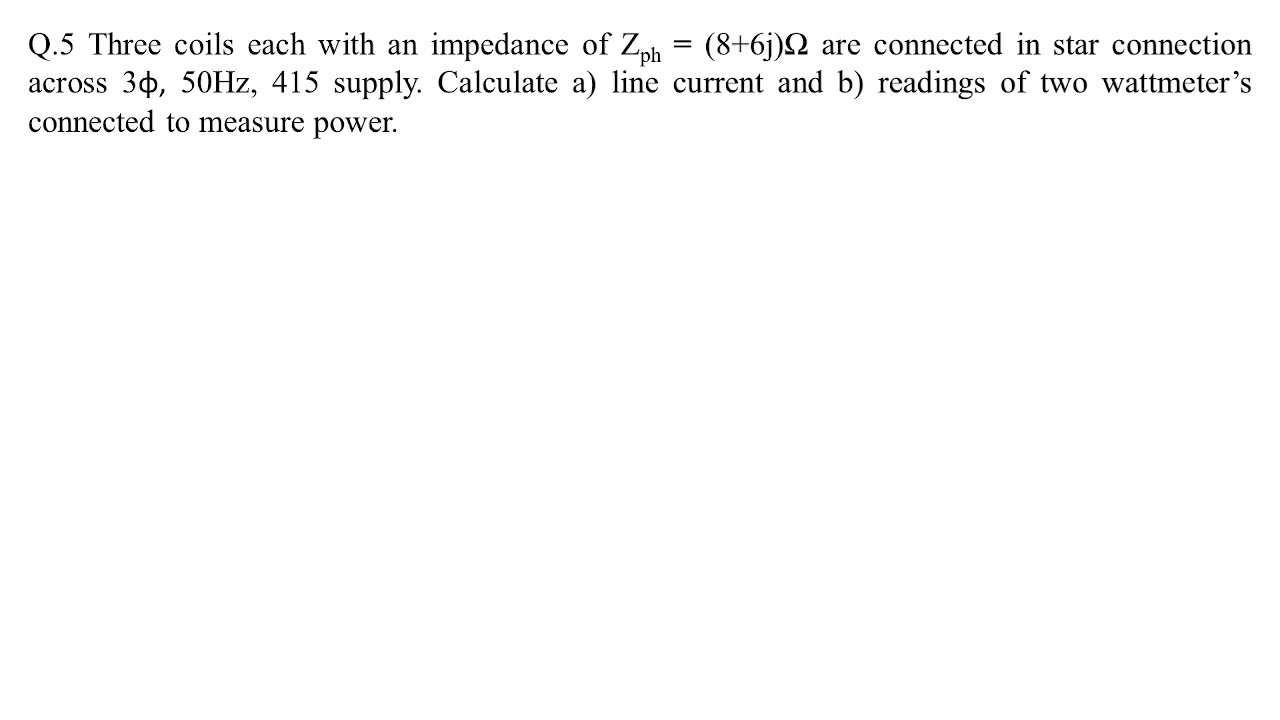 Q.5 Three coils each with an impedance of Zph = (8+6j)Ω are connected in star connection
across 3ϕ, 50Hz, 415 supply. Calculate a) line current and b) readings of two wattmeter’s
connected to measure power.